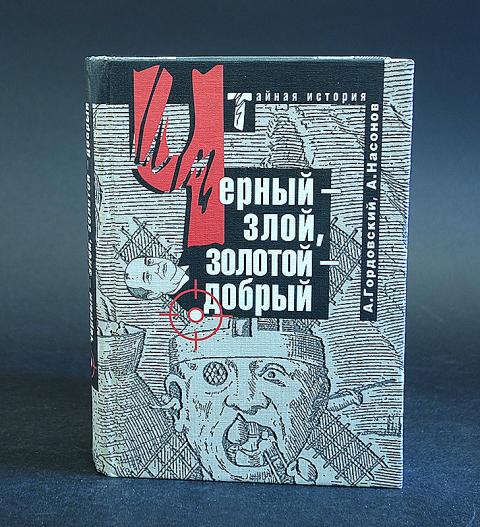 Тайная история
Черный –
злой,
золотой –
добрый
А.Гордовский, А.Насонов